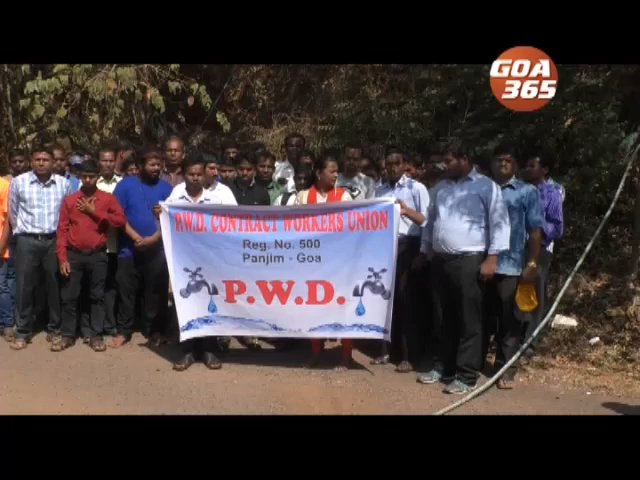 GOA
365
P.W.D. CONTRACT WORKERS UNION
Reg. No. 500
Panjim - Goa
P.W.D.